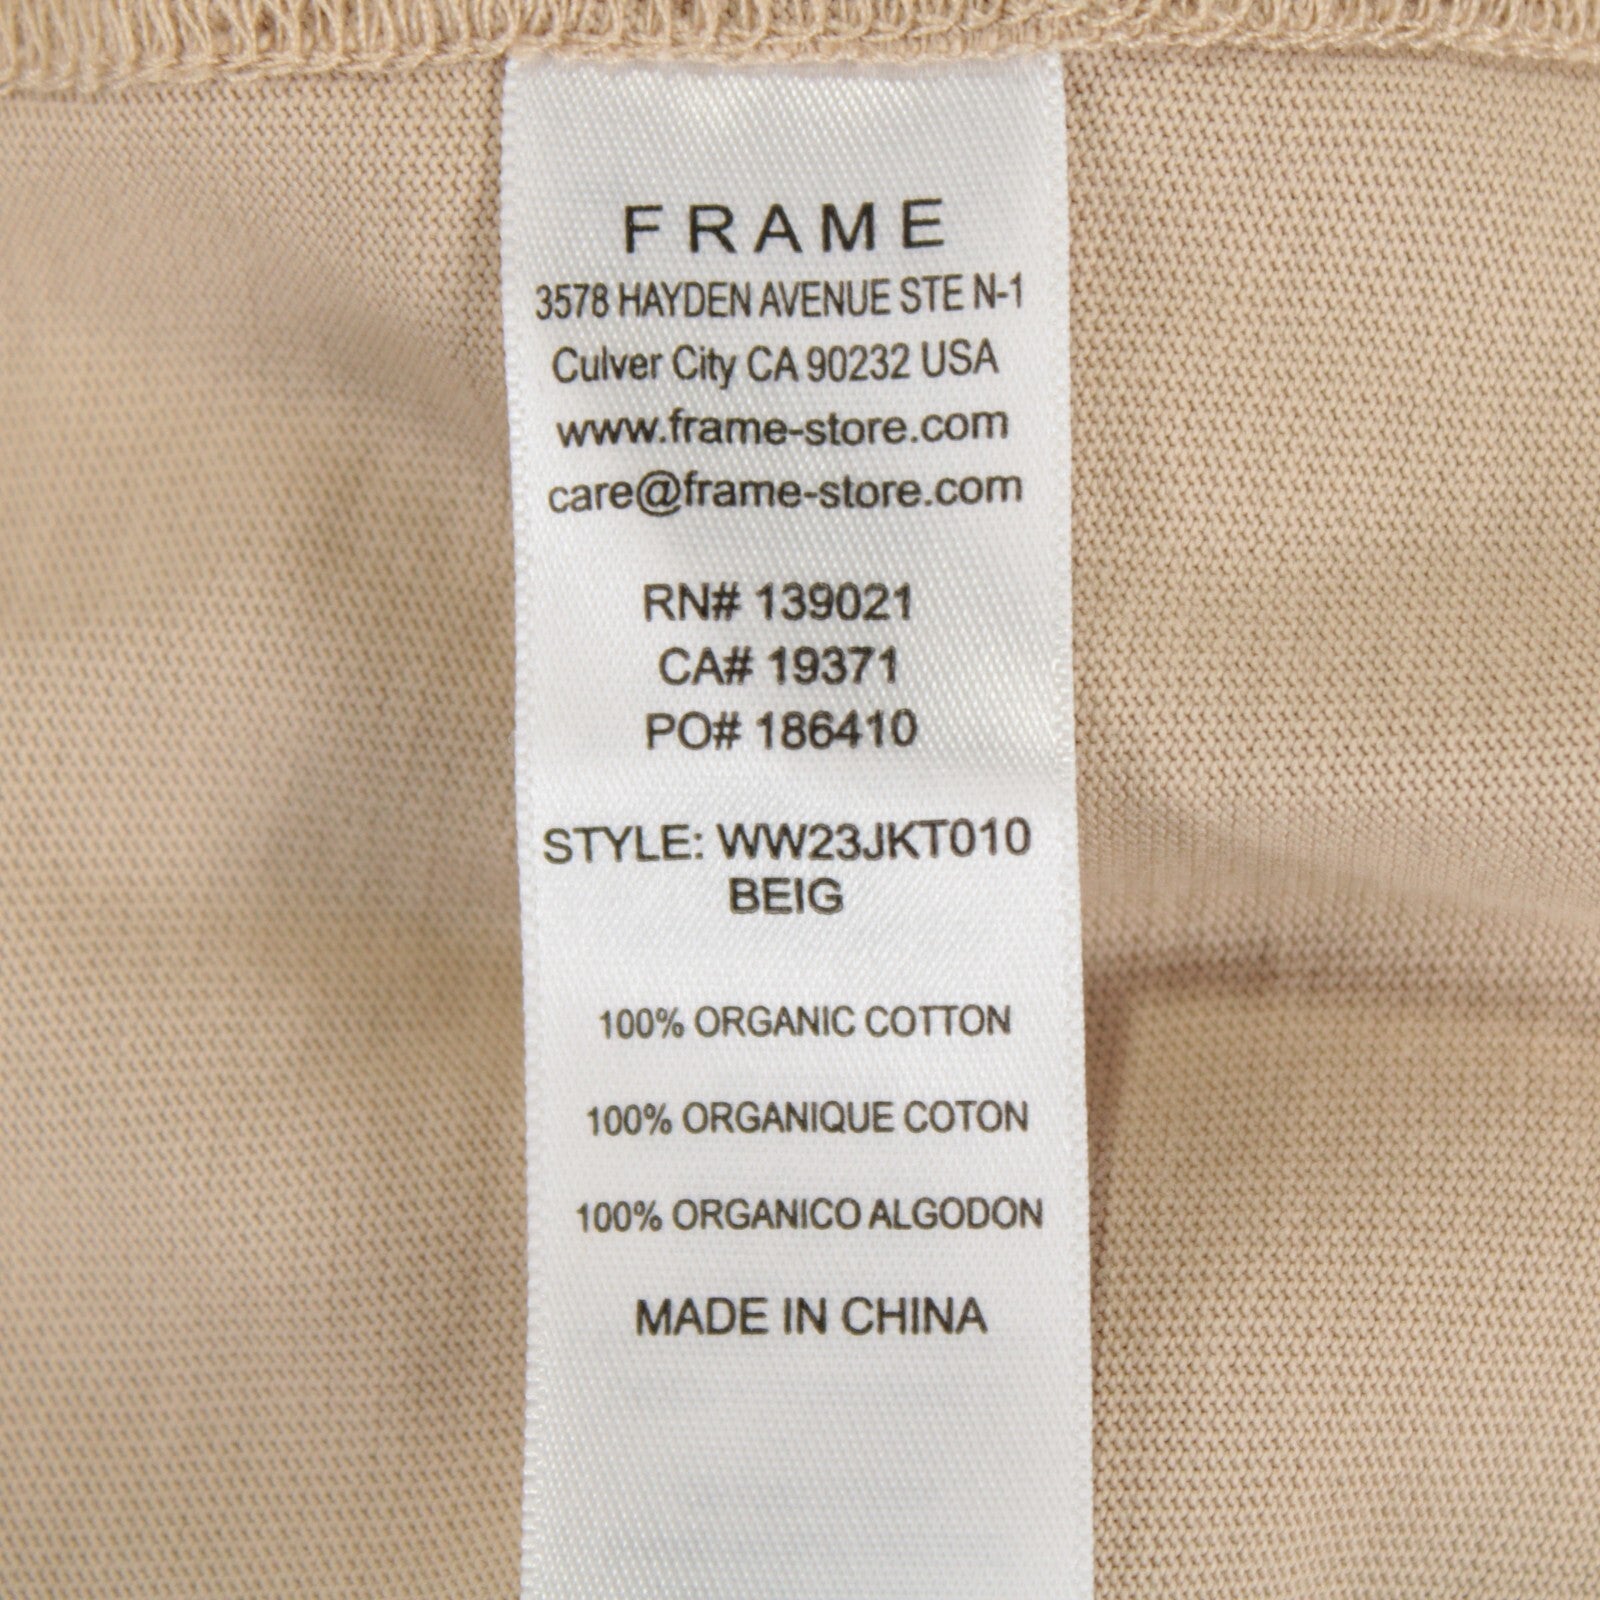 FRAME
3578 HAYDEN AVENUE STE N-1
Culver City CA 90232 USA
www.frame-store.com
care@frame-store.com
RN# 139021
CA# 19371
PO# 186410
STYLE: WW23JKT010
BEIG
100% ORGANIC COTTON
100% ORGANIQUE COTON
100% ORGANICO ALGODON
MADE IN CHINA